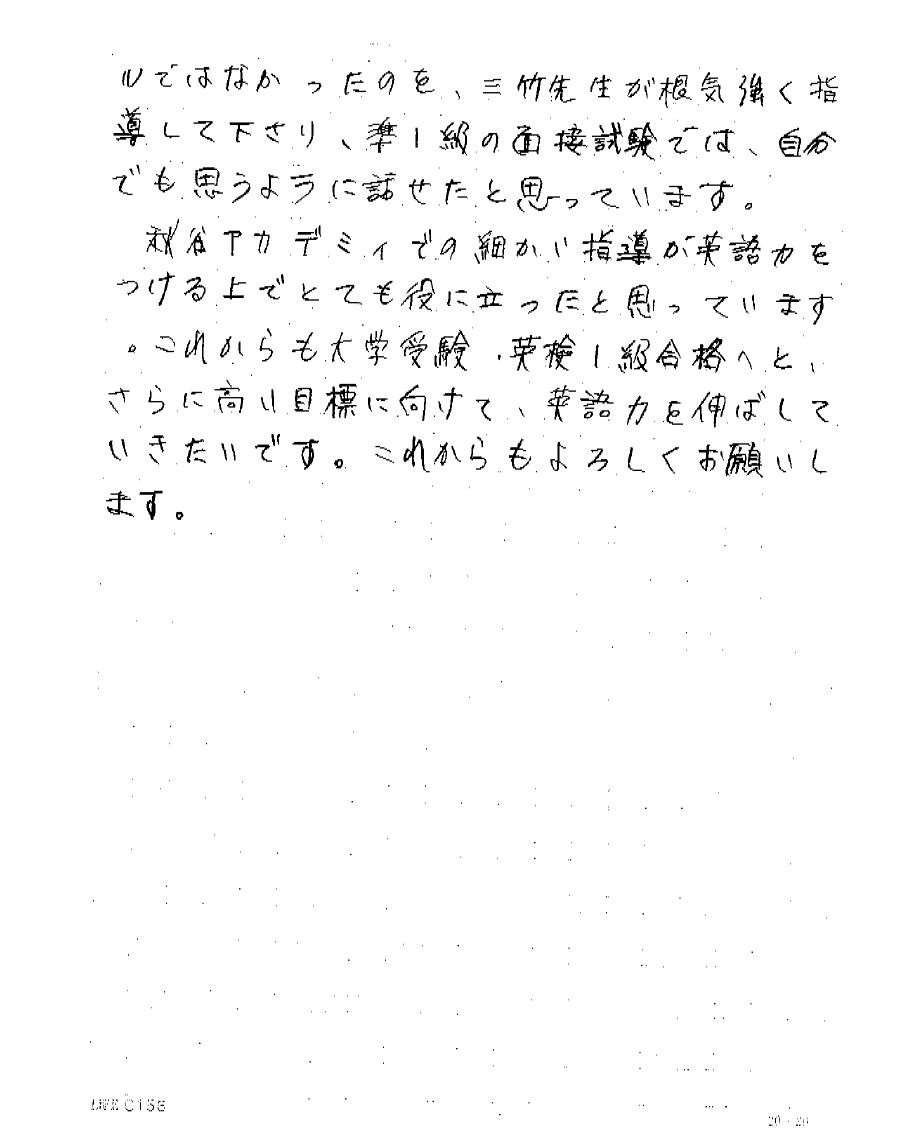 ルではなかったのを、三竹先生が根気強く指
導して下さり、準1級の面接試験では、自分
でも思うように話せたと思っています。
秋谷アカデミィでの細かい指導が英語力を
つける上でとても役に立ったと思っています
。これからも大学受験・英検1級合格へと、
さらに高い目標に向けて、英語力を伸ばして
いきたいです。これからもよろしくお願いし
ます。
LIFE C155
20 × 20